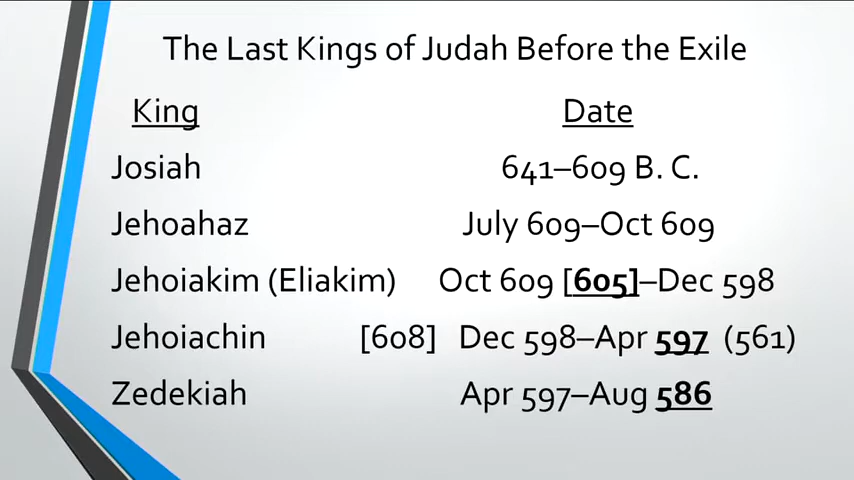 The Last Kings of Judah Before the Exile
King Date
Josiah 641–609 B. C.
Jehoahaz July 609–Oct 609
Jehoiakim (Eliakim) Oct 609 [605]–Dec 598
Jehoiachin [608] Dec 598–Apr 597 (561)
Zedekiah Apr 597–Aug 586